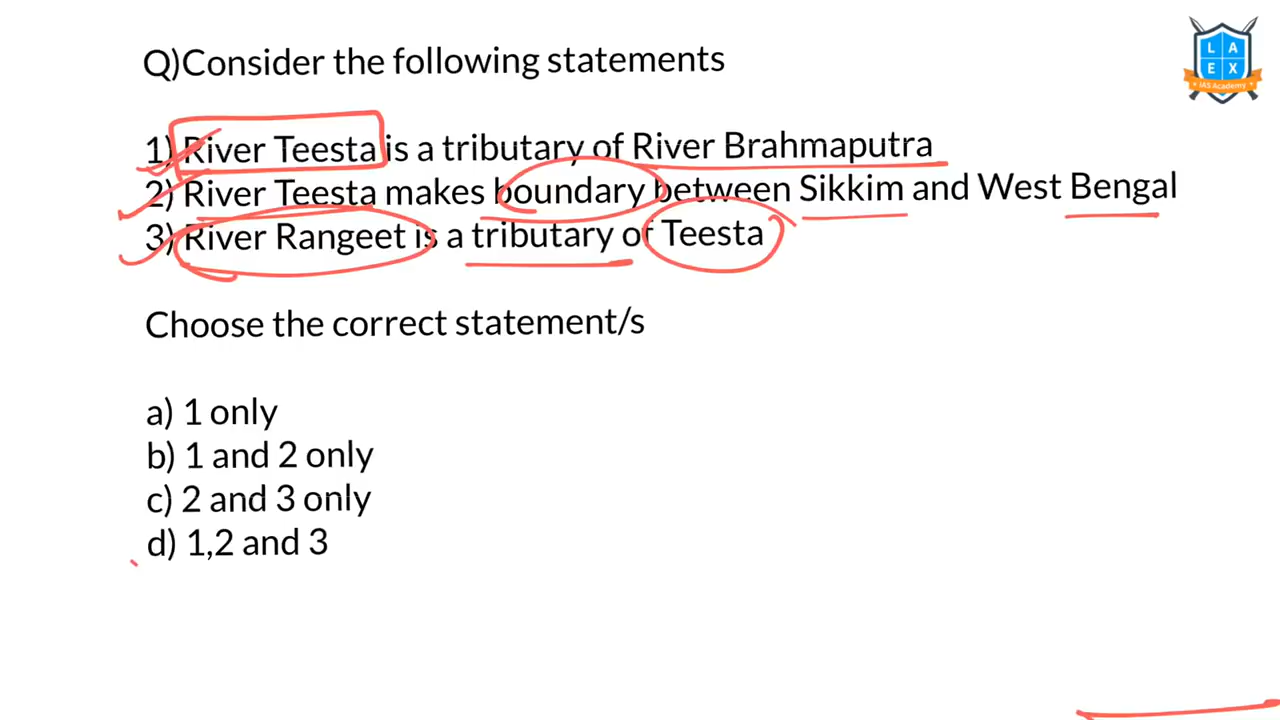 Q)Consider the following statements
L A
E X
IAS Academy
1) River Teesta is a tributary of River Brahmaputra
2) River Teesta makes boundary between Sikkim and West Bengal
3) River Rangeet is a tributary of Teesta
Choose the correct statement/s
a) 1 only
b) 1 and 2 only
c) 2 and 3 only
d) 1,2 and 3